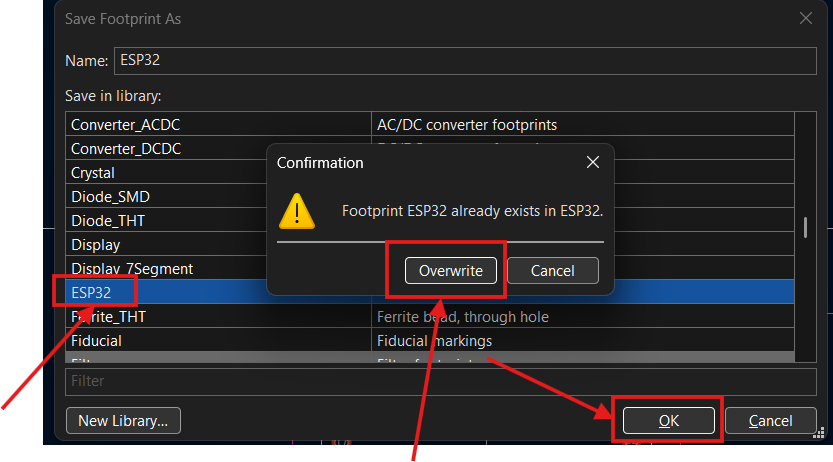 Save Footprint As
Name: ESP32
Save in library:
Converter_ACDC AC/DC converter footprints
Converter_DCDC
Crystal
Confirmation
Diode_SMD
Footprint ESP32 already exists in ESP32.
Diode_THT
Display
Display_7Segment
Overwrite Cancel
ESP32
Ferrite_THT Ferrite bead, through hole
Fiducial Fiducial markings
Filter
New Library... OK Cancel